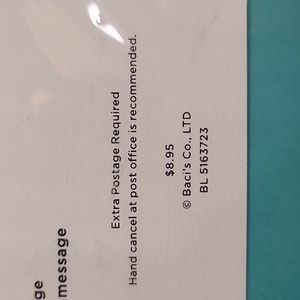 ge
message
Extra Postage Required
Hand cancel at post office is recommended.
$8.95
© Baci's Co., LTD
BL 5163723